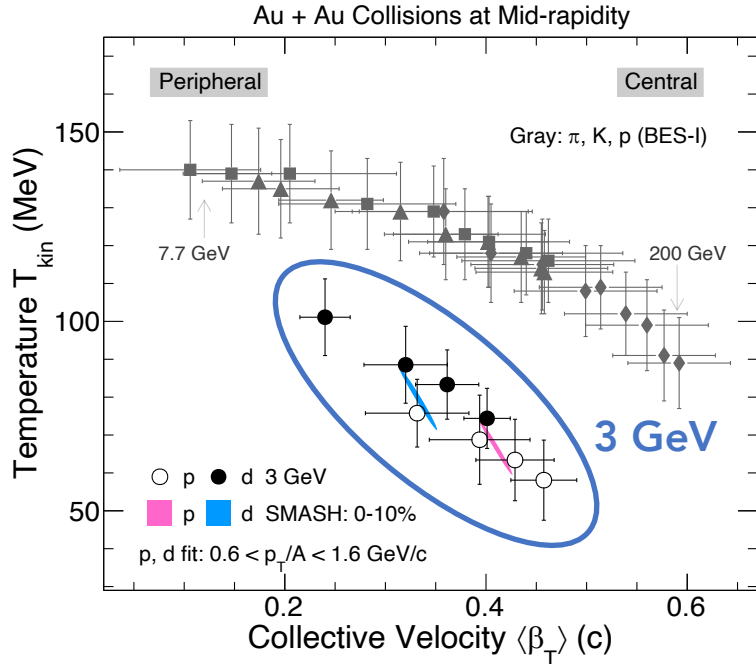 Au + Au Collisions at Mid-rapidity
Peripheral
Central
Gray: π, K, p (BES-I)
7.7 GeV
200 GeV
3 GeV
p d 3 GeV
p d SMASH: 0-10%
p, d fit: 0.6 < p_T/A < 1.6 GeV/c
150
100
50
Temperature T_kin (MeV)
0.2 0.4 0.6
Collective Velocity ⟨β_T⟩ (c)